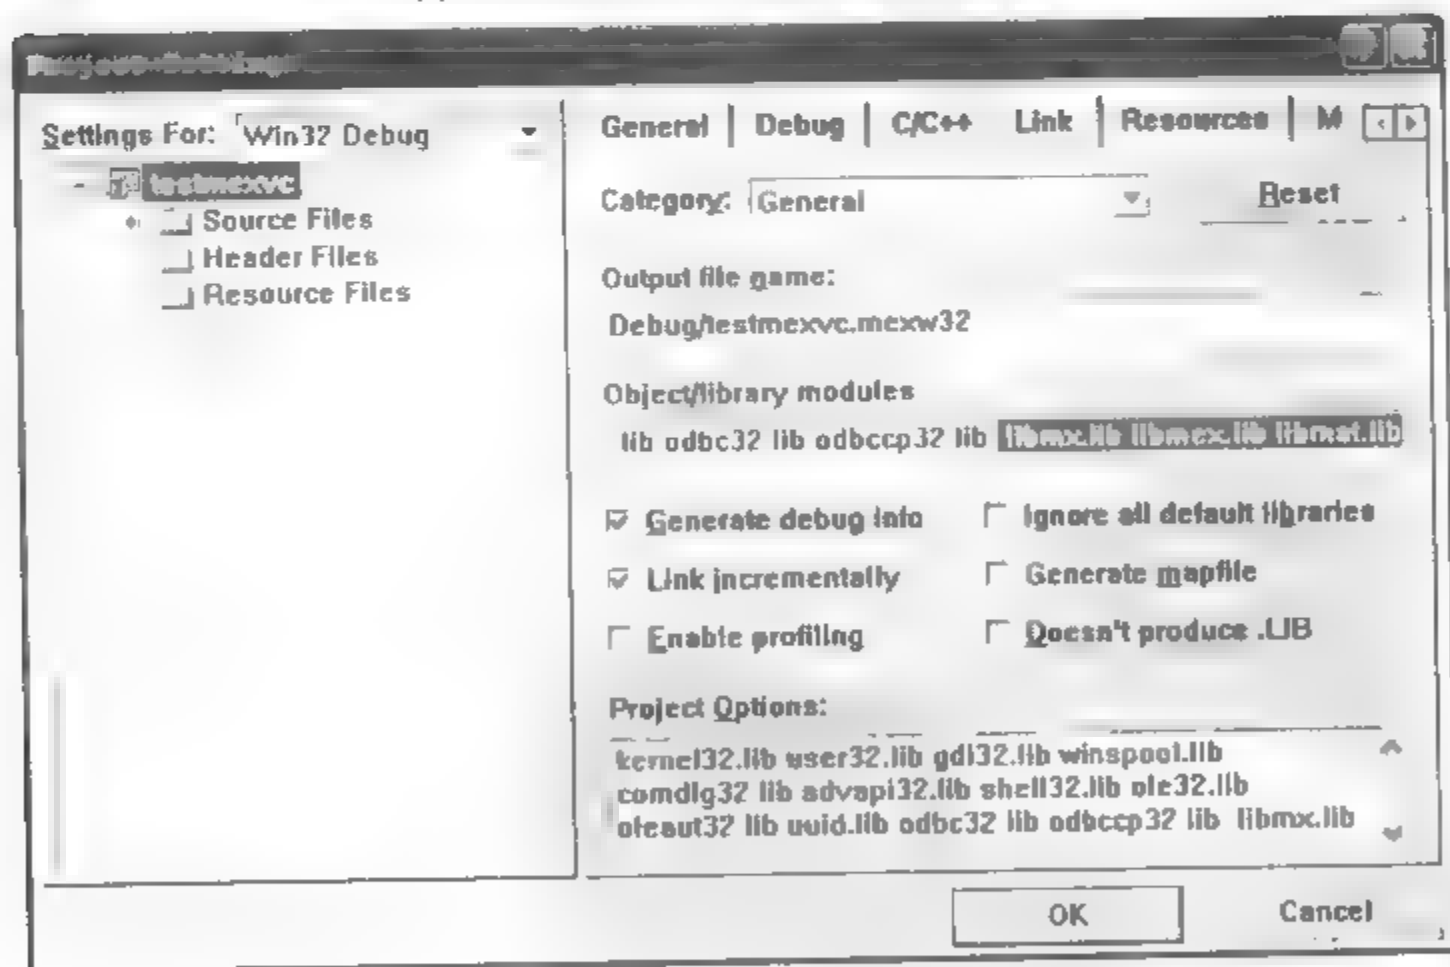 Project Settings
Settings For: Win32 Debug
testmexvc
Source Files
Header Files
Resource Files
General Debug C/C++ Link Resources M
Category: General
Reset
Output file name:
Debug/testmexvc.mexw32
Object/library modules
lib odbc32 lib odbccp32 lib libmx.lib libmex.lib libmat.lib
Generate debug info
Ignore all default libraries
Link incrementally
Generate mapfile
Enable profiling
Doesn't produce .LIB
Project Options:
kernel32.lib user32.lib gdi32.lib winspool.lib
comdlg32 lib advapi32.lib shell32.lib ole32.lib
oleaut32 lib uuid.lib odbc32 lib odbccp32 lib libmx.lib
OK
Cancel